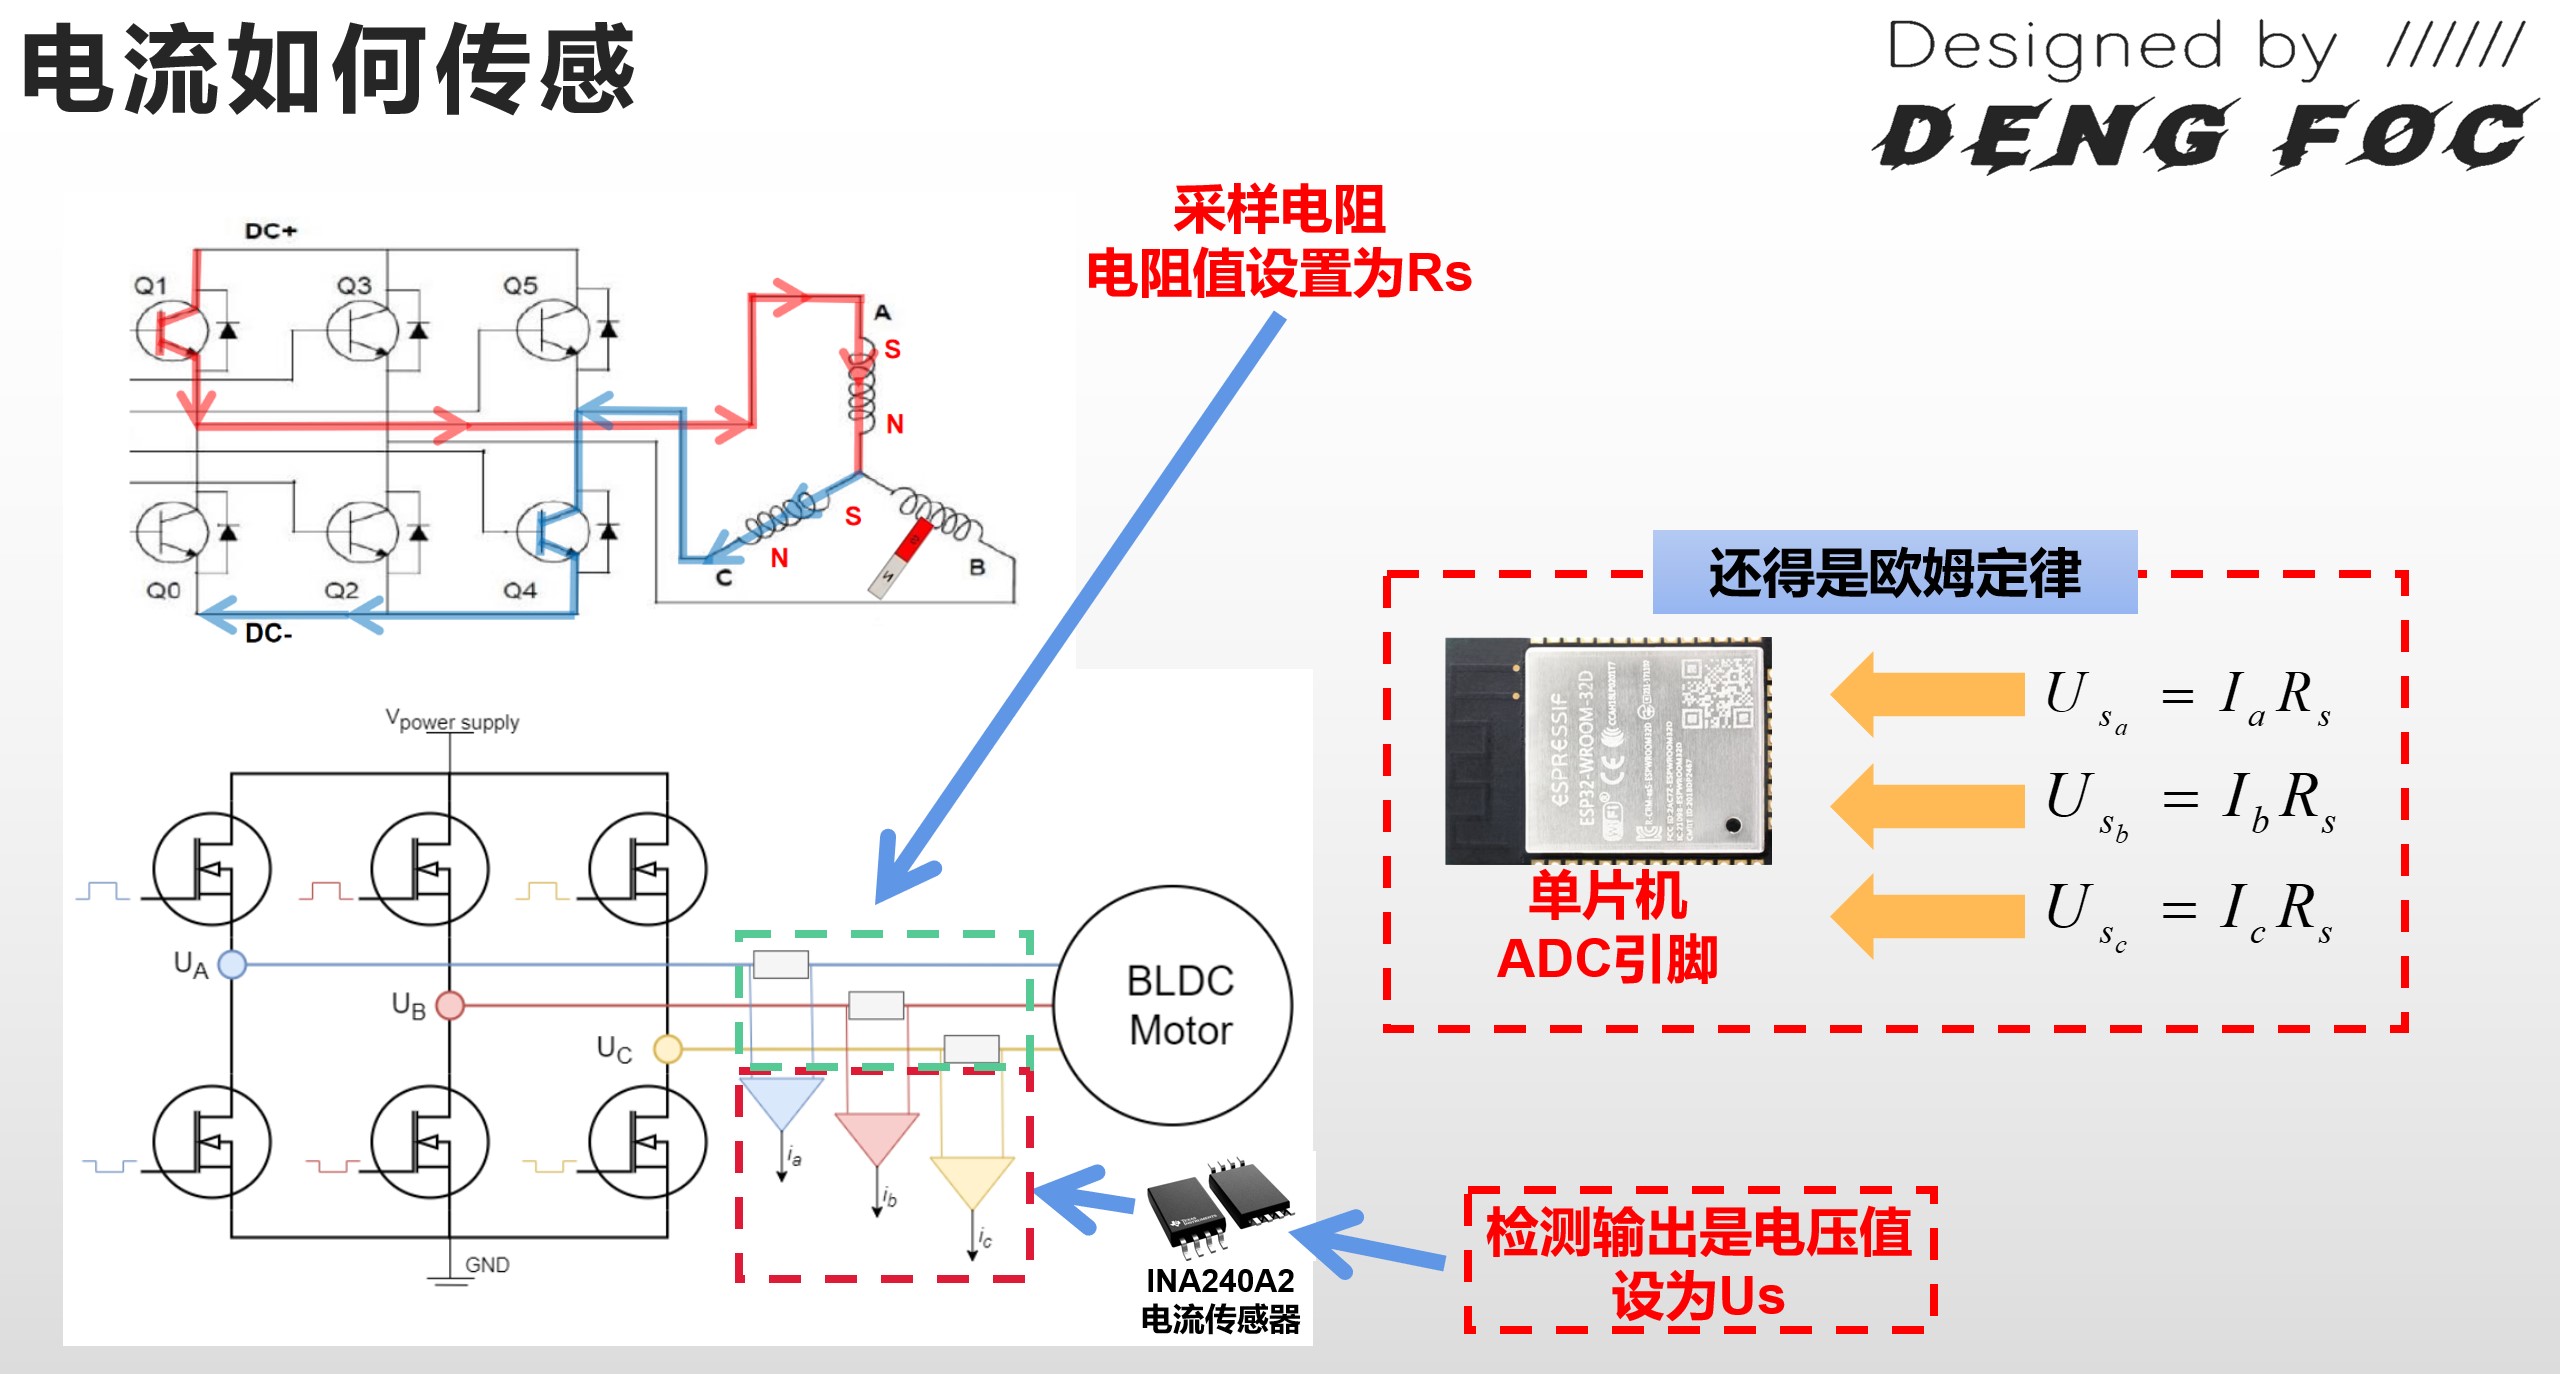 电流如何传感
Designed by //////
DENG FOC
采样电阻
电阻值设置为Rs
DC+
Q1
Q3
Q5
A
S
N
S
N
C
B
Q0
Q2
Q4
DC-
还得是欧姆定律
ESPRESSIF
ESP32-WROOM-32D
WiFi
CE
单片机
ADC引脚
U_{s_a} = I_a R_s
U_{s_b} = I_b R_s
U_{s_c} = I_c R_s
V_{power supply}
U_A
U_B
U_C
BLDC
Motor
i_a
i_b
i_c
GND
INA240A2
电流传感器
检测输出是电压值
设为Us